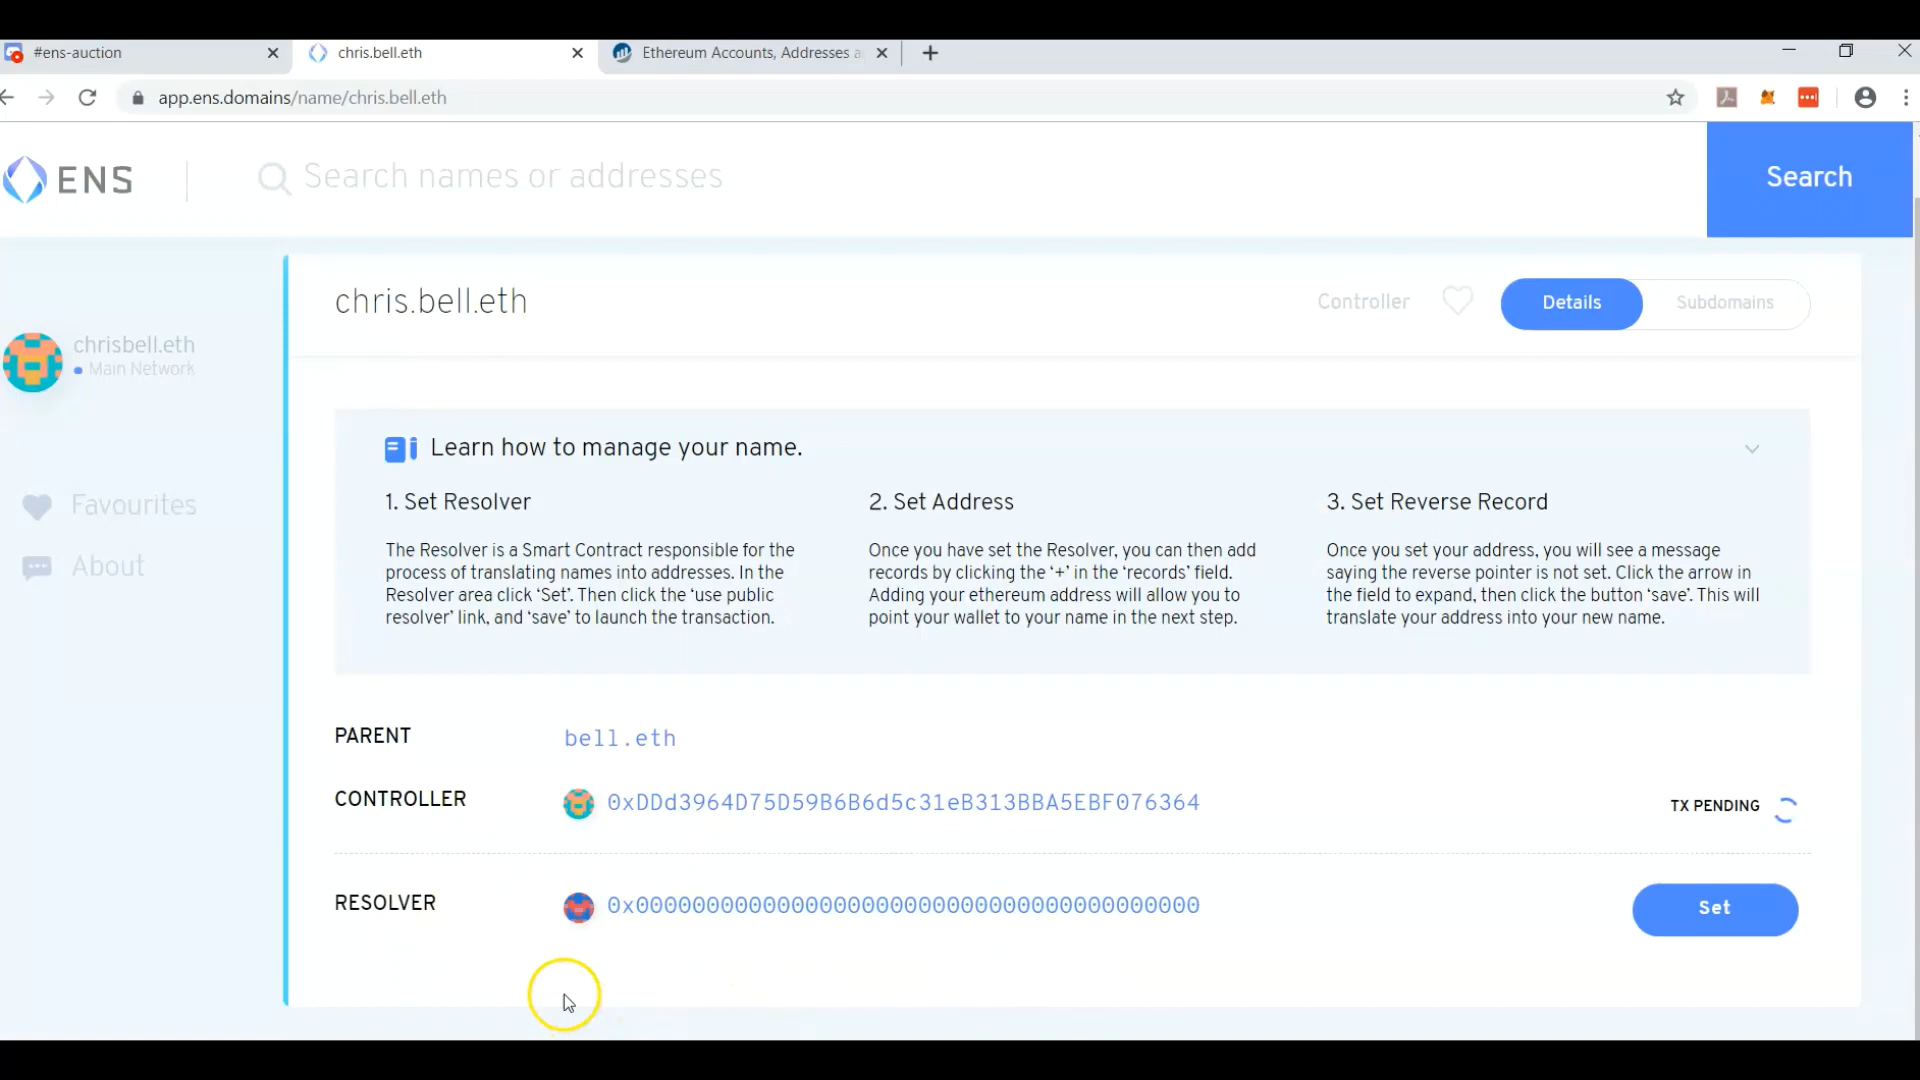 #ens-auction
chris.bell.eth
Ethereum Accounts, Addresses a
app.ens.domains/name/chris.bell.eth
ENS
Search names or addresses
Search
chris.bell.eth
Controller
Details
Subdomains
chrisbell.eth
Main Network
Favourites
About
Learn how to manage your name.
1. Set Resolver
The Resolver is a Smart Contract responsible for the
process of translating names into addresses. In the
Resolver area click ‘Set’. Then click the ‘use public
resolver’ link, and ‘save’ to launch the transaction.
2. Set Address
Once you have set the Resolver, you can then add
records by clicking the ‘+’ in the ‘records’ field.
Adding your ethereum address will allow you to
point your wallet to your name in the next step.
3. Set Reverse Record
Once you set your address, you will see a message
saying the reverse pointer is not set. Click the arrow in
the field to expand, then click the button ‘save’. This will
translate your address into your new name.
PARENT
bell.eth
CONTROLLER
0xDDd3964D75D59B6B6d5c31eB313BBA5EBF076364
TX PENDING
RESOLVER
0x0000000000000000000000000000000000000000
Set